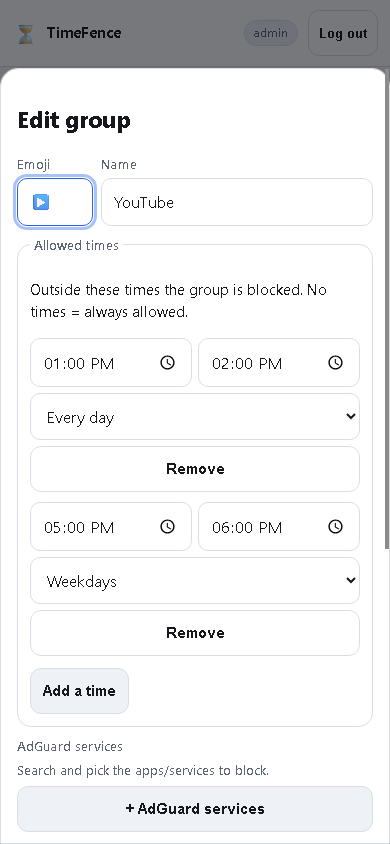 ⏳ TimeFence
admin
Log out
Edit group
Emoji
Name
▶️
YouTube
Allowed times
Outside these times the group is blocked. No
times = always allowed.
01:00 PM
02:00 PM
Every day
Remove
05:00 PM
06:00 PM
Weekdays
Remove
Add a time
AdGuard services
Search and pick the apps/services to block.
+ AdGuard services